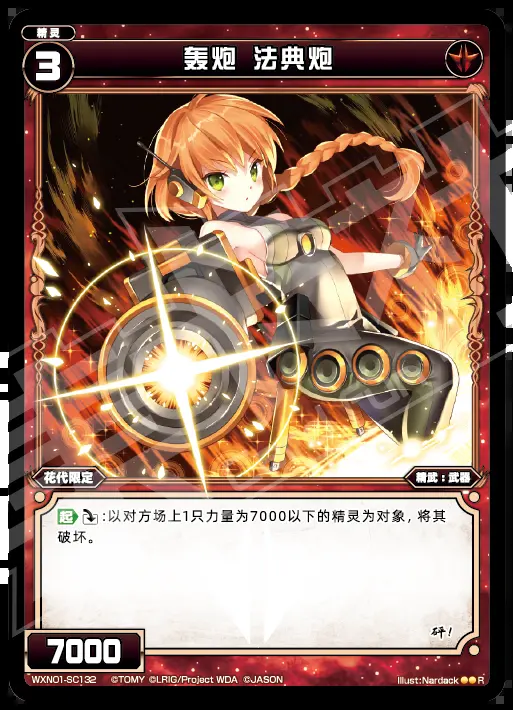 精灵
3
轰炮 法典炮
花代限定
精武：武器
起 :以对方场上1只力量为7000以下的精灵为对象，将其
破坏。
砰！
7000
WXN01-SC132 ©TOMY ©LRIG/Project WDA ©JASON
Illust:Nardack R